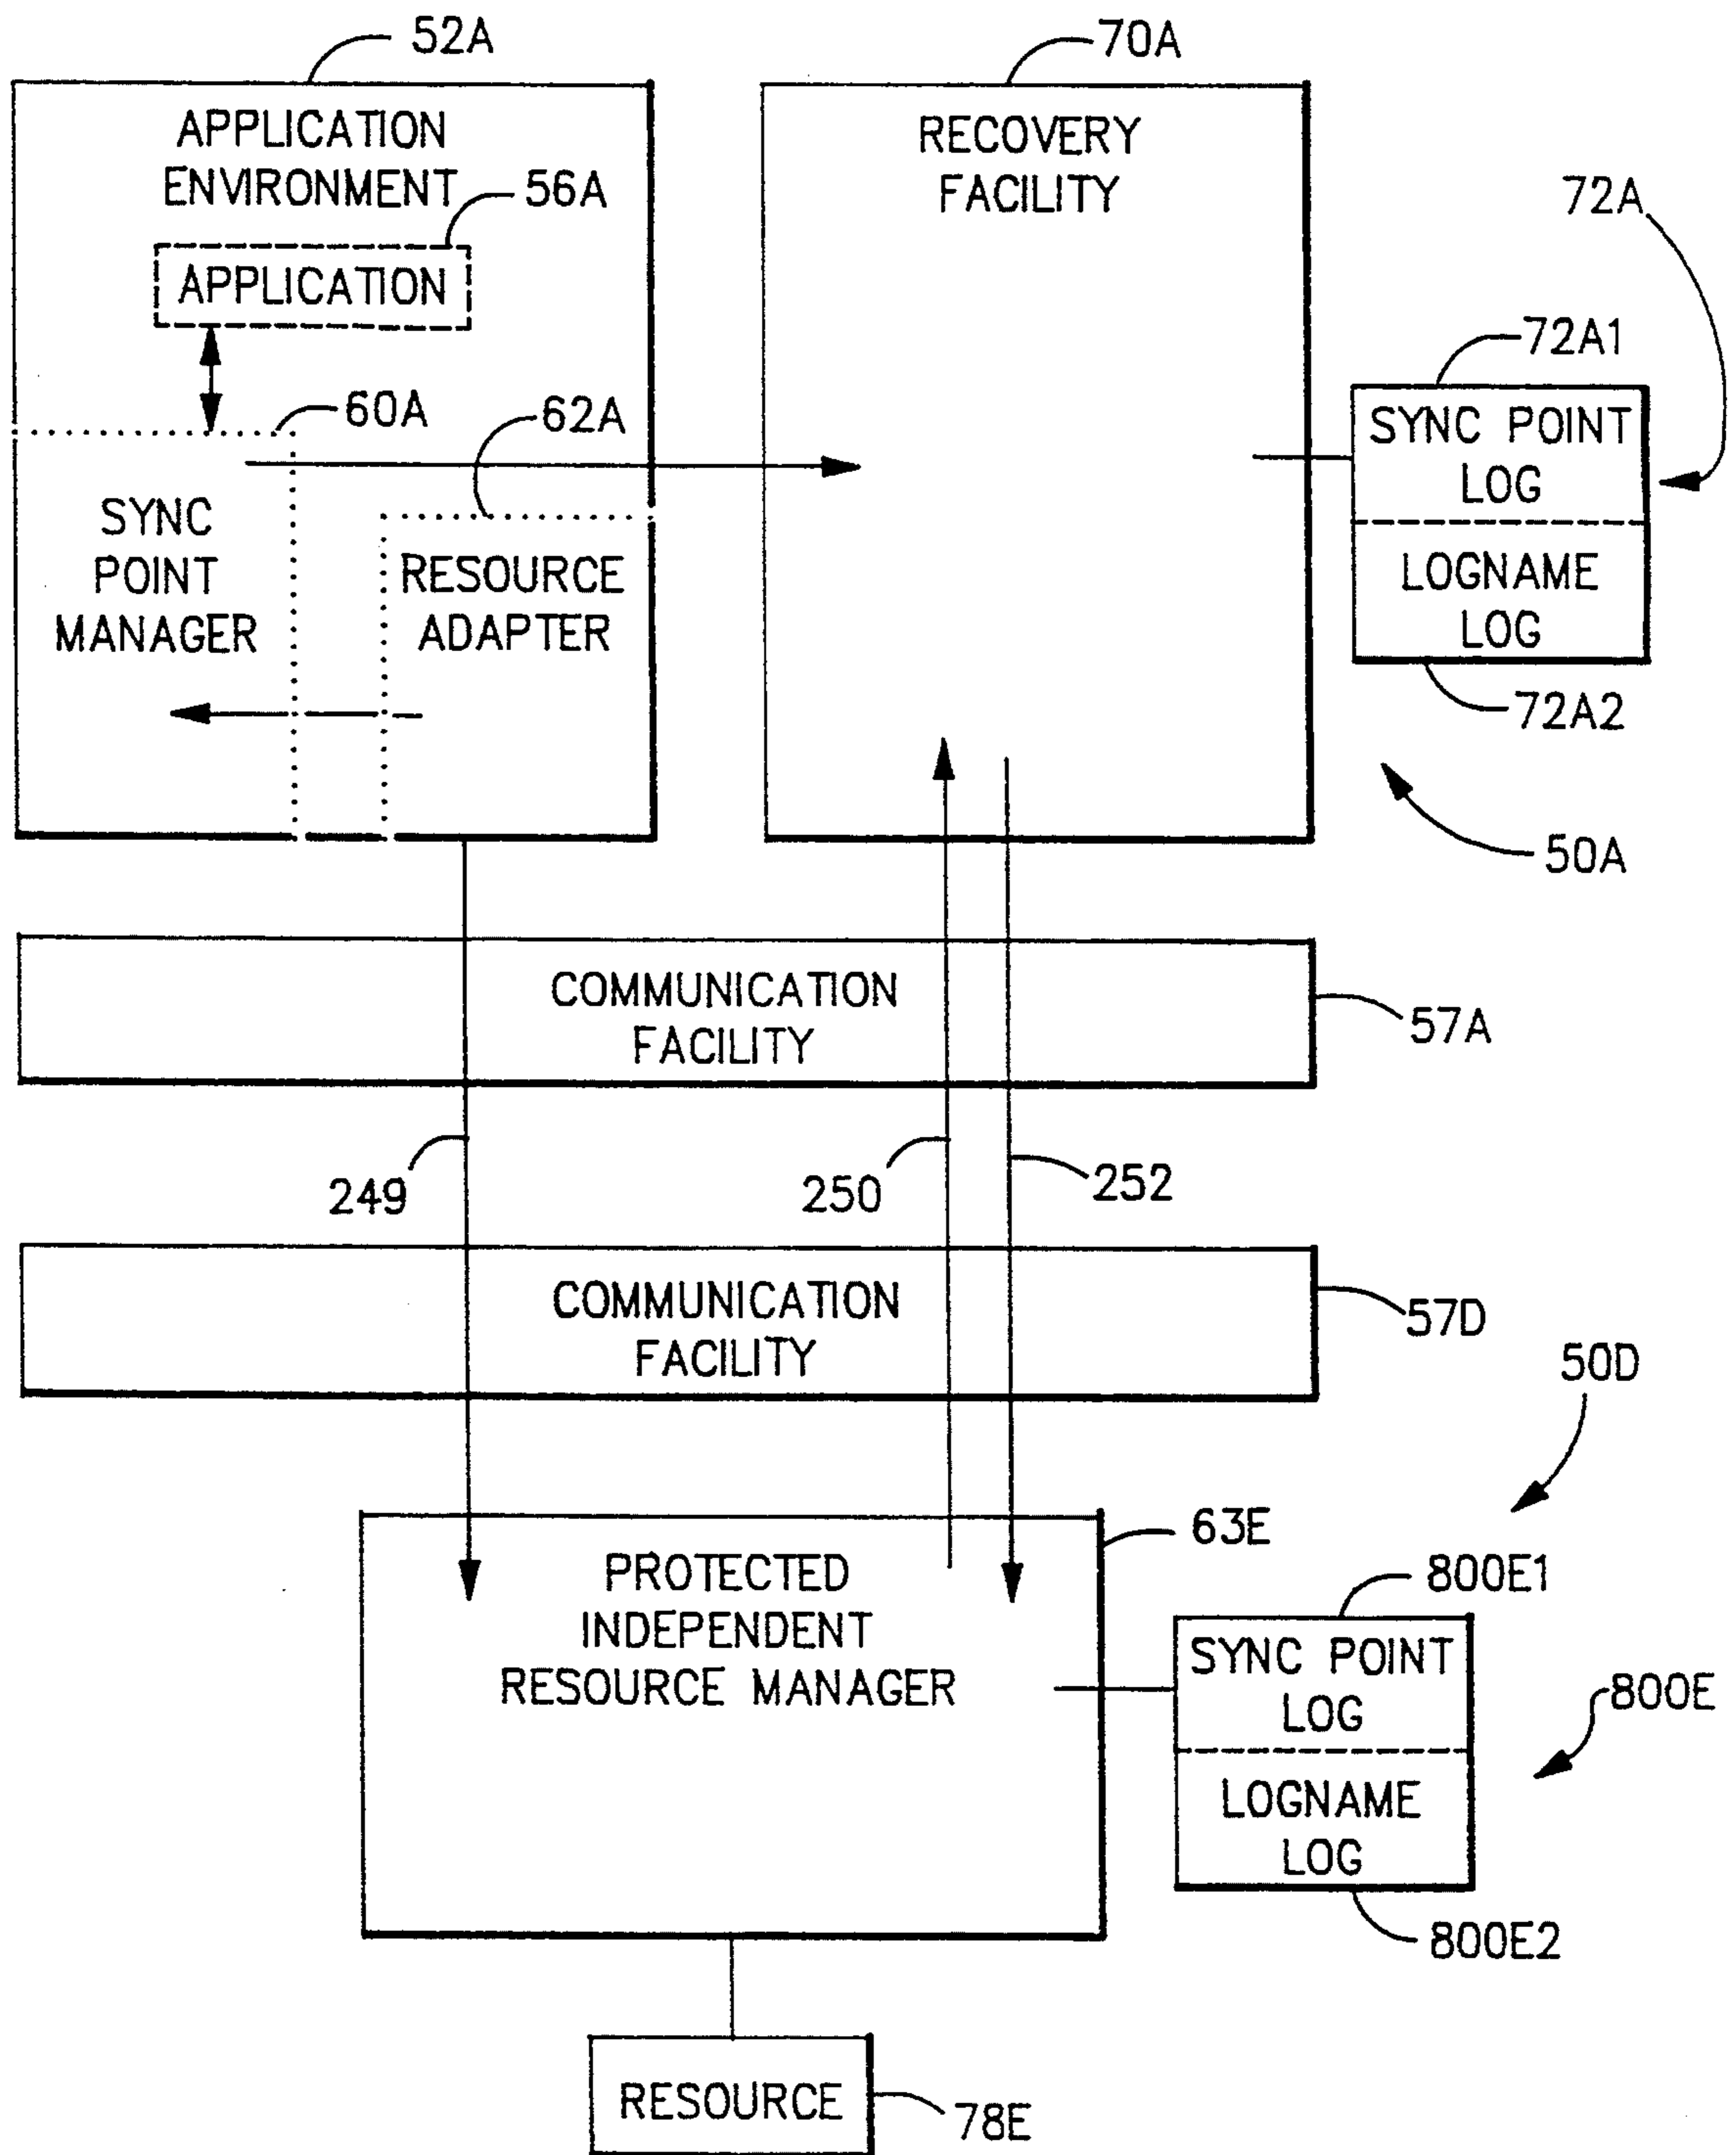 52A
70A
APPLICATION
ENVIRONMENT
56A
APPLICATION
RECOVERY
FACILITY
72A
60A
62A
72A1
SYNC
POINT
MANAGER
RESOURCE
ADAPTER
SYNC POINT
LOG
LOGNAME
LOG
72A2
50A
COMMUNICATION
FACILITY
57A
249
250
252
COMMUNICATION
FACILITY
57D
50D
63E
PROTECTED
INDEPENDENT
RESOURCE MANAGER
800E1
SYNC POINT
LOG
800E
LOGNAME
LOG
800E2
RESOURCE
78E